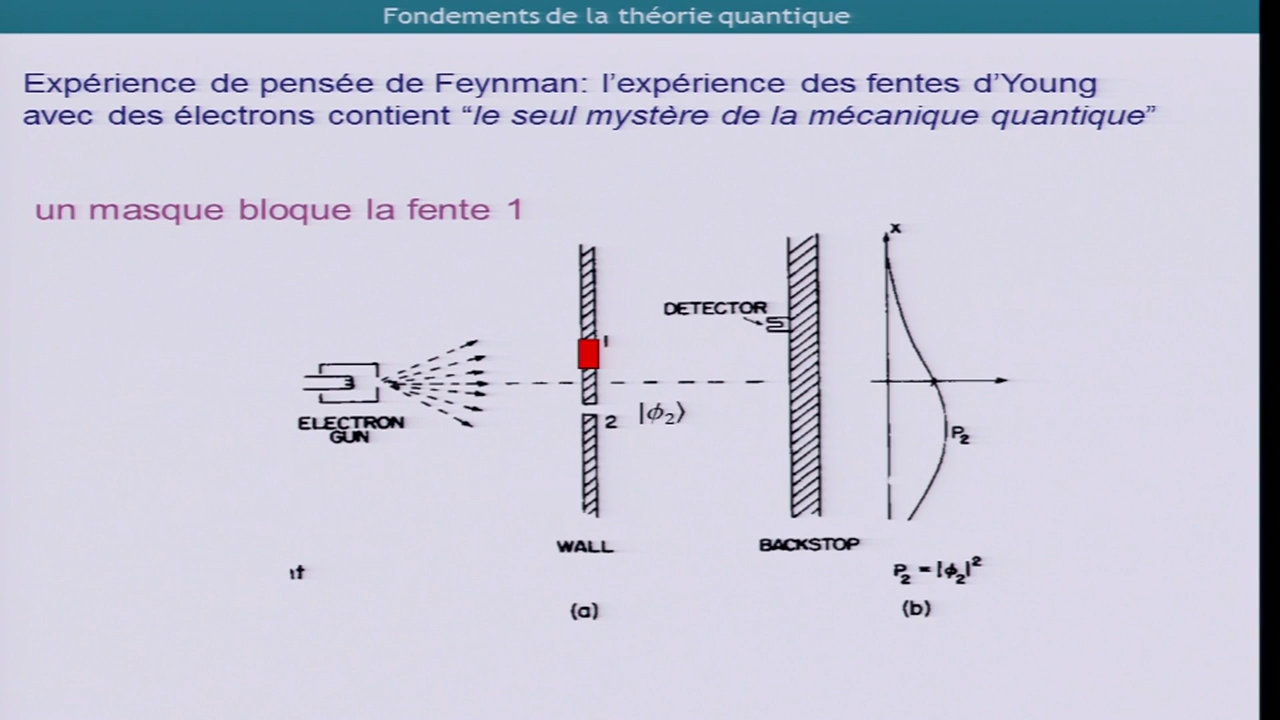 Fondements de la théorie quantique
Expérience de pensée de Feynman: l’expérience des fentes d’Young
avec des électrons contient “le seul mystère de la mécanique quantique”
un masque bloque la fente 1
x
DETECTOR
1
ELECTRON
GUN
2 |ϕ₂⟩
P₂
WALL
BACKSTOP
ıt
P₂ = |ϕ₂|²
(a)
(b)